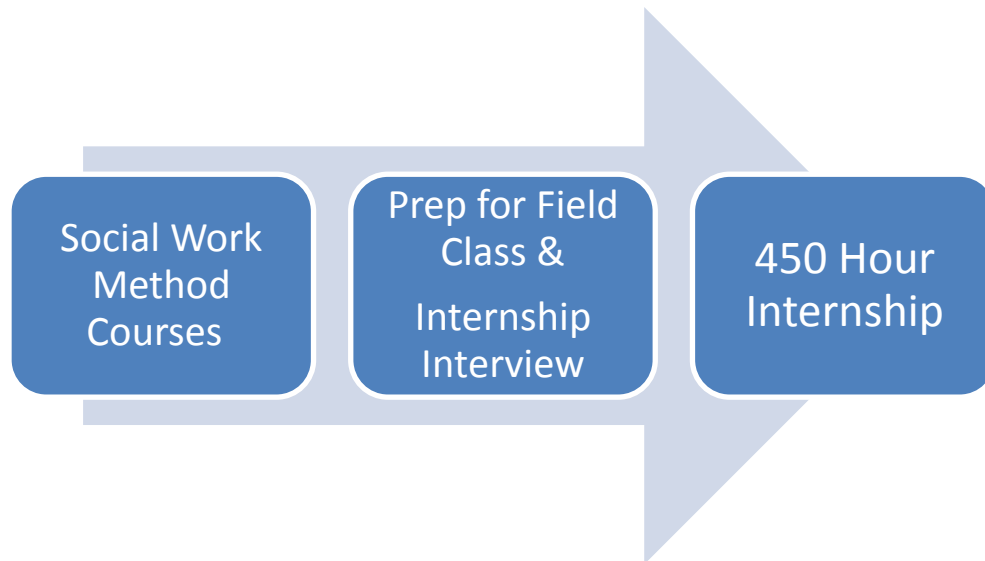 Social Work
Method
Courses
Prep for Field
Class &
Internship
Interview
450 Hour
Internship